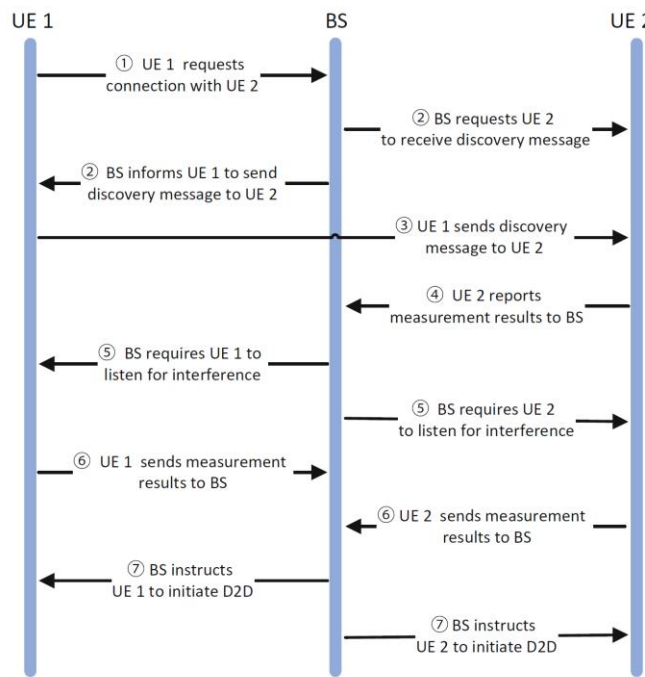 UE 1
BS
UE 2
① UE 1 requests
connection with UE 2
② BS requests UE 2
to receive discovery message
② BS informs UE 1 to send
discovery message to UE 2
③ UE 1 sends discovery
message to UE 2
④ UE 2 reports
measurement results to BS
⑤ BS requires UE 1 to
listen for interference
⑤ BS requires UE 2
to listen for interference
⑥ UE 1 sends measurement
results to BS
⑥ UE 2 sends measurement
results to BS
⑦ BS instructs
UE 1 to initiate D2D
⑦ BS instructs
UE 2 to initiate D2D